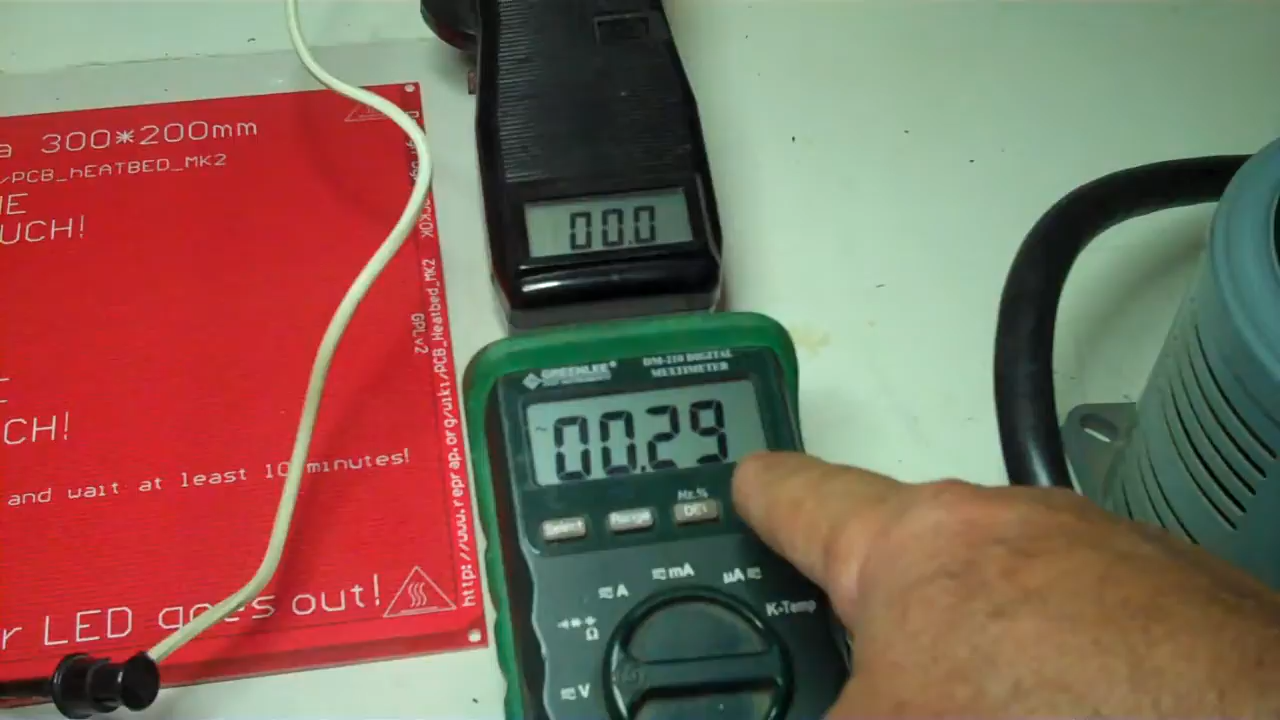 a 300*200mm
/PCB_hEATBED_MK2
UCH!
CH!
and wait at least 10 minutes!
r LED goes out!
GPLv2
http://www.reprap.org/wiki/PCB_Heatbed_MK2
00.0
GREENLEE®
DM-210 DIGITAL
MULTIMETER
~ 00.29
Hz.%
Select
Range
A
mA
µA
K-Temp
Ω
V